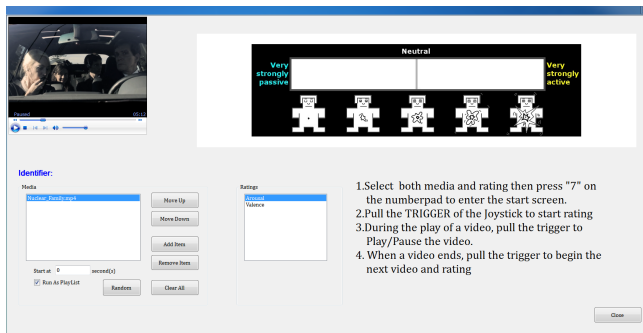 Neutral
Very
strongly
passive
Very
strongly
active
Paused
05:12
Identifier:
Media
Nuclear_Family.mp4
Move Up
Move Down
Add Item
Remove Item
Start at 0 second(s)
Run As PlayList
Random
Clear All
Ratings
Around
Valence
1.Select both media and rating then press "7" on
the numberpad to enter the start screen.
2.Pull the TRIGGER of the Joystick to start rating
3.During the play of a video, pull the trigger to
Play/Pause the video.
4. When a video ends, pull the trigger to begin the
next video and rating
Close